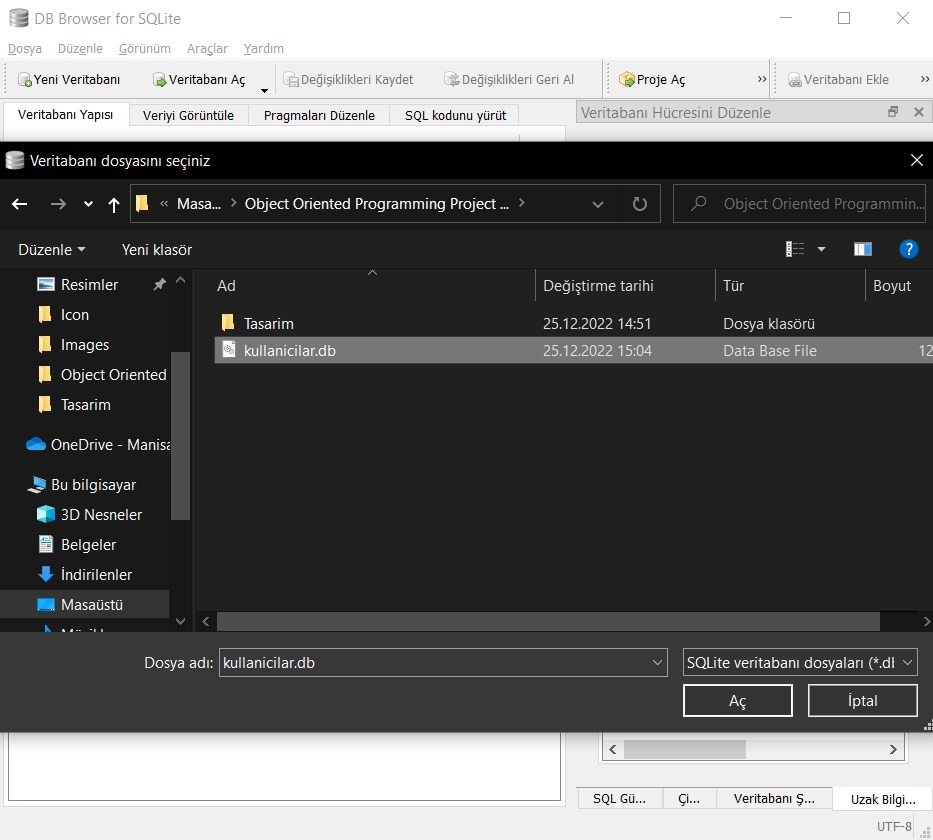 DB Browser for SQLite
Dosya Düzenle Görünüm Araçlar Yardım
Yeni Veritabanı Veritabanı Aç Değişiklikleri Kaydet Değişiklikleri Geri Al Proje Aç » Veritabanı Ekle »
Veritabanı Yapısı Veriyi Görüntüle Pragmaları Düzenle SQL kodunu yürüt Veritabanı Hücresini Düzenle
Veritabanı dosyasını seçiniz
« Masa... > Object Oriented Programming Project ... > Object Oriented Programmin...
Düzenle Yeni klasör ?
Ad Değiştirme tarihi Tür Boyut
Resimler
Icon
Images
Object Oriented
Tasarim
OneDrive - Manisa
Bu bilgisayar
3D Nesneler
Belgeler
İndirilenler
Masaüstü
Tasarim 25.12.2022 14:51 Dosya klasörü
kullanicilar.db 25.12.2022 15:04 Data Base File 12
Dosya adı: kullanicilar.db SQLite veritabanı dosyaları (*.db
Aç İptal
SQL Gü... Çi... Veritabanı Ş... Uzak Bilgi...
UTF-8